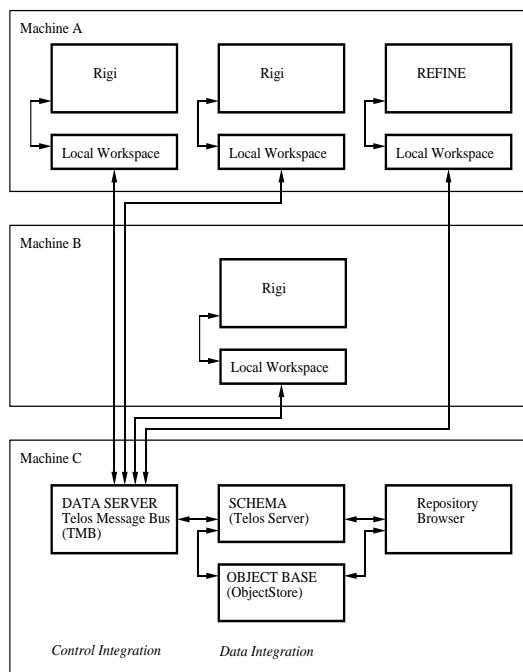 Machine A
Rigi
Rigi
REFINE
Local Workspace
Local Workspace
Local Workspace
Machine B
Rigi
Local Workspace
Machine C
DATA SERVER
Telos Message Bus
(TMB)
SCHEMA
(Telos Server)
Repository
Browser
OBJECT BASE
(ObjectStore)
Control Integration
Data Integration